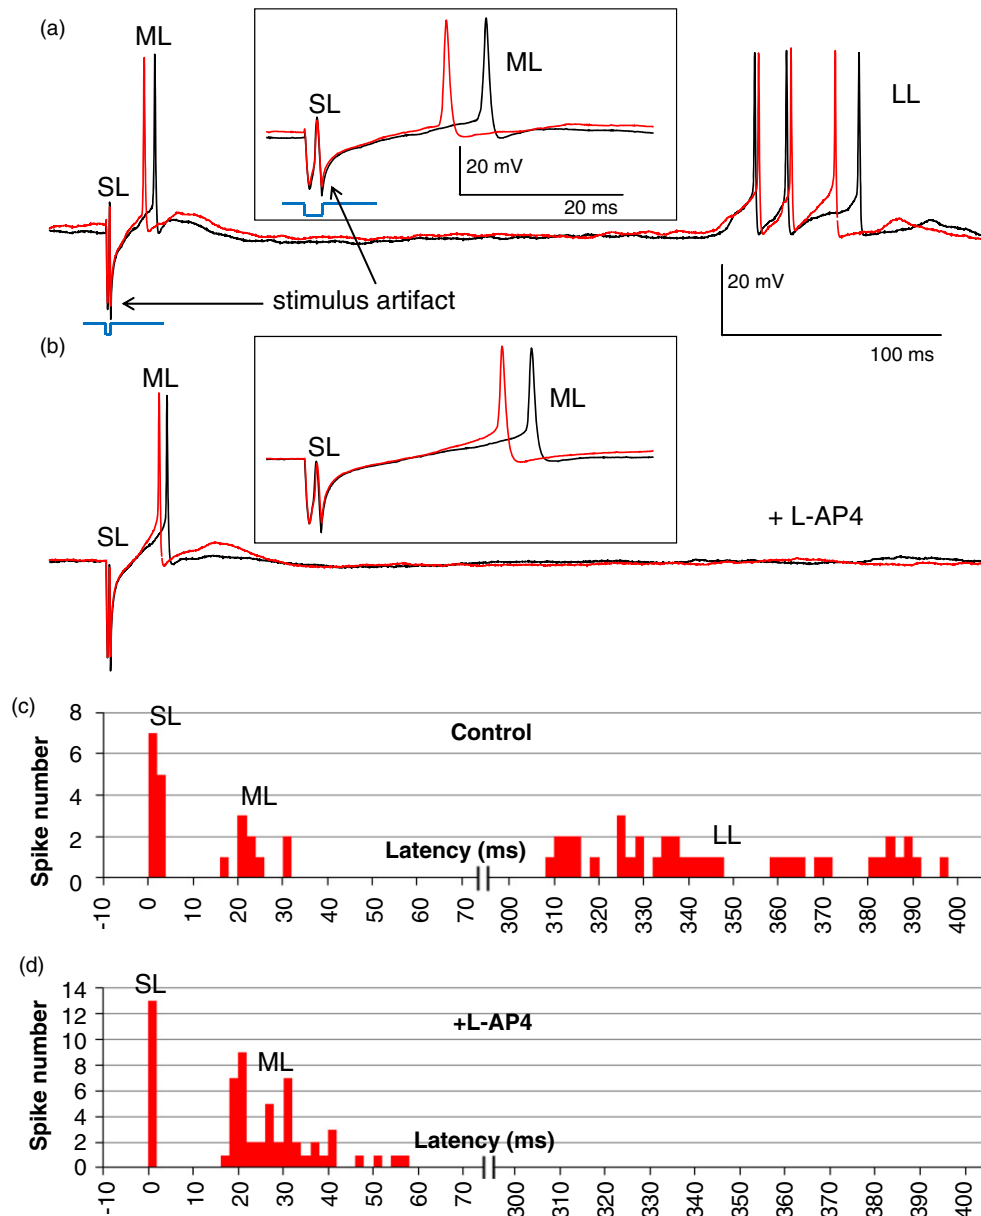 (a)
ML
SL
SL
ML
20 mV
20 ms
LL
stimulus artifact
20 mV
100 ms
(b)
ML
SL
SL
ML
+ L-AP4
(c)
Spike number
8
6
4
2
0
SL
ML
Control
LL
Latency (ms)
-10 0 10 20 30 40 50 60 70 300 310 320 330 340 350 360 370 380 390 400
(d)
Spike number
14
12
10
8
6
4
2
0
SL
ML
+L-AP4
Latency (ms)
-10 0 10 20 30 40 50 60 70 300 310 320 330 340 350 360 370 380 390 400